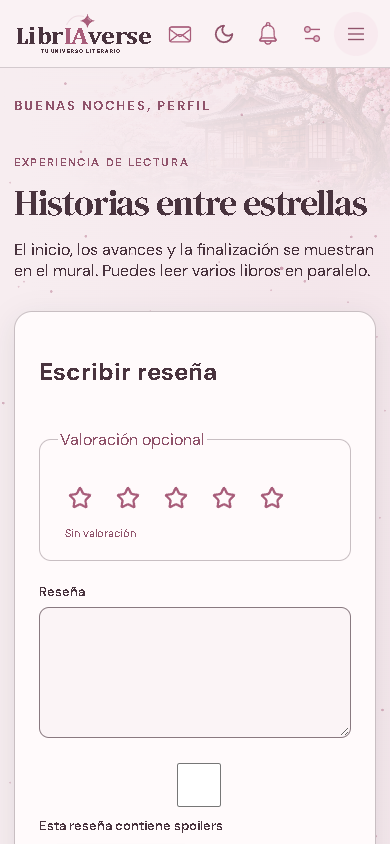 LibrIAverse
TU UNIVERSO LITERARIO
BUENAS NOCHES, PERFIL
EXPERIENCIA DE LECTURA
Historias entre estrellas
El inicio, los avances y la finalización se muestran
en el mural. Puedes leer varios libros en paralelo.
Escribir reseña
Valoración opcional
Sin valoración
Reseña
Esta reseña contiene spoilers